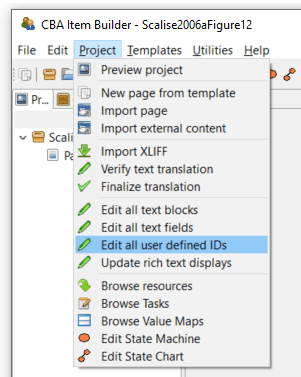 CBA Item Builder - Scalise2006aFigure12
File Edit Project Templates Utilities Help
Preview project
Pr...
New page from template
Import page
Import external content
Scali
Import XLIFF
Pa
Verify text translation
Finalize translation
Edit all text blocks
Edit all text fields
Edit all user defined IDs
Update rich text displays
Browse resources
Browse Tasks
Browse Value Maps
Edit State Machine
Edit State Chart